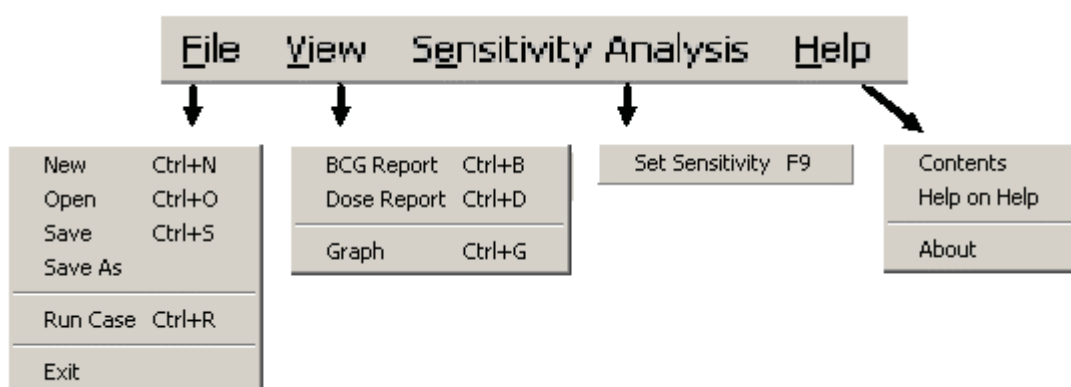 File View Sensitivity Analysis Help
New Ctrl+N
Open Ctrl+O
Save Ctrl+S
Save As
Run Case Ctrl+R
Exit
BCG Report Ctrl+B
Dose Report Ctrl+D
Graph Ctrl+G
Set Sensitivity F9
Contents
Help on Help
About